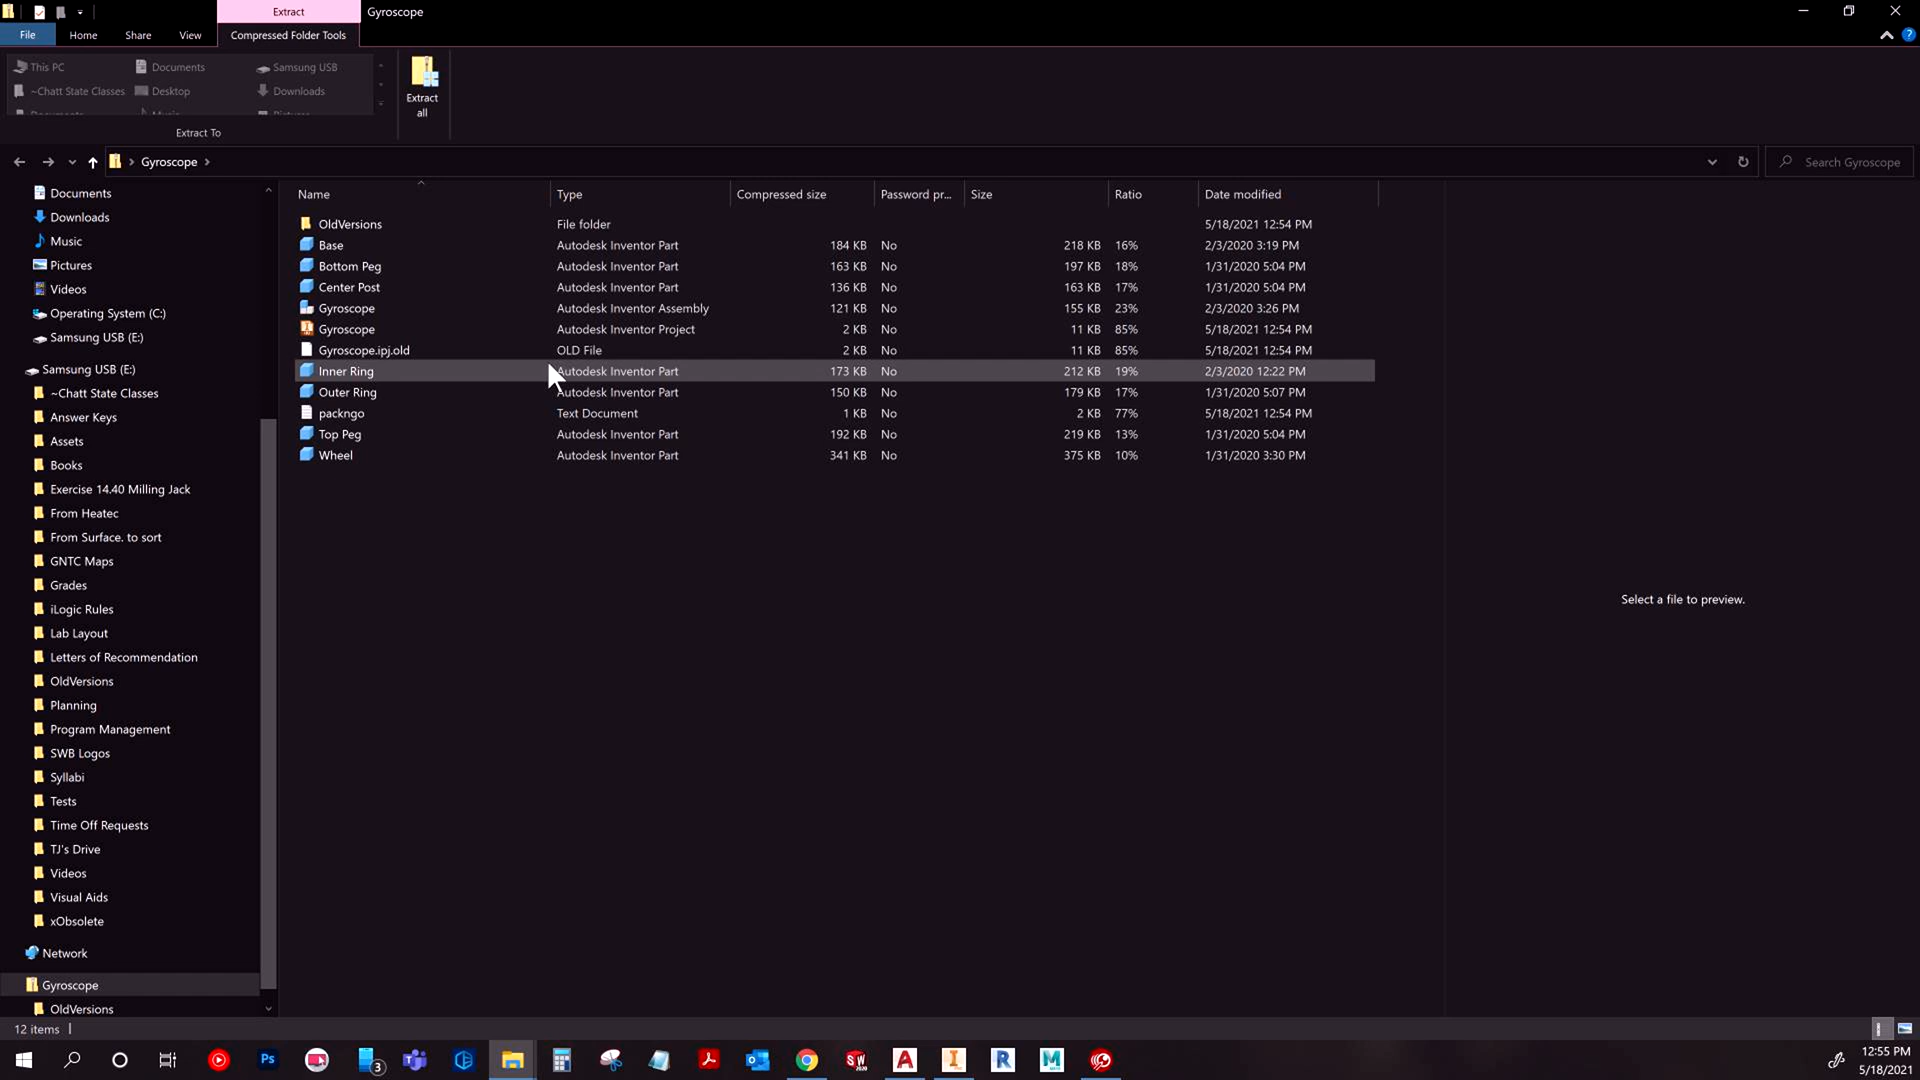 Extract
Gyroscope
File
Home
Share
View
Compressed Folder Tools
This PC
Documents
Samsung USB
~Chatt State Classes
Desktop
Downloads
Documents
Music
Pictures
Extract To
Extract
all
Gyroscope
Search Gyroscope
Documents
Downloads
Music
Pictures
Videos
Operating System (C:)
Samsung USB (E:)
Samsung USB (E:)
~Chatt State Classes
Answer Keys
Assets
Books
Exercise 14.40 Milling Jack
From Heatec
From Surface. to sort
GNTC Maps
Grades
iLogic Rules
Lab Layout
Letters of Recommendation
OldVersions
Planning
Program Management
SWB Logos
Syllabi
Tests
Time Off Requests
TJ's Drive
Videos
Visual Aids
xObsolete
Network
Gyroscope
OldVersions
Name Type Compressed size Password pr... Size Ratio Date modified
OldVersions File folder 5/18/2021 12:54 PM
Base Autodesk Inventor Part 184 KB No 218 KB 16% 2/3/2020 3:19 PM
Bottom Peg Autodesk Inventor Part 163 KB No 197 KB 18% 1/31/2020 5:04 PM
Center Post Autodesk Inventor Part 136 KB No 163 KB 17% 1/31/2020 5:04 PM
Gyroscope Autodesk Inventor Assembly 121 KB No 155 KB 23% 2/3/2020 3:26 PM
Gyroscope Autodesk Inventor Project 2 KB No 11 KB 85% 5/18/2021 12:54 PM
Gyroscope.ipj.old OLD File 2 KB No 11 KB 85% 5/18/2021 12:54 PM
Inner Ring Autodesk Inventor Part 173 KB No 212 KB 19% 2/3/2020 12:22 PM
Outer Ring Autodesk Inventor Part 150 KB No 179 KB 17% 1/31/2020 5:07 PM
packngo Text Document 1 KB No 2 KB 77% 5/18/2021 12:54 PM
Top Peg Autodesk Inventor Part 192 KB No 219 KB 13% 1/31/2020 5:04 PM
Wheel Autodesk Inventor Part 341 KB No 375 KB 10% 1/31/2020 3:30 PM
Select a file to preview.
12 items
Ps
3
SW
2020
A
I
R
M
12:55 PM
5/18/2021